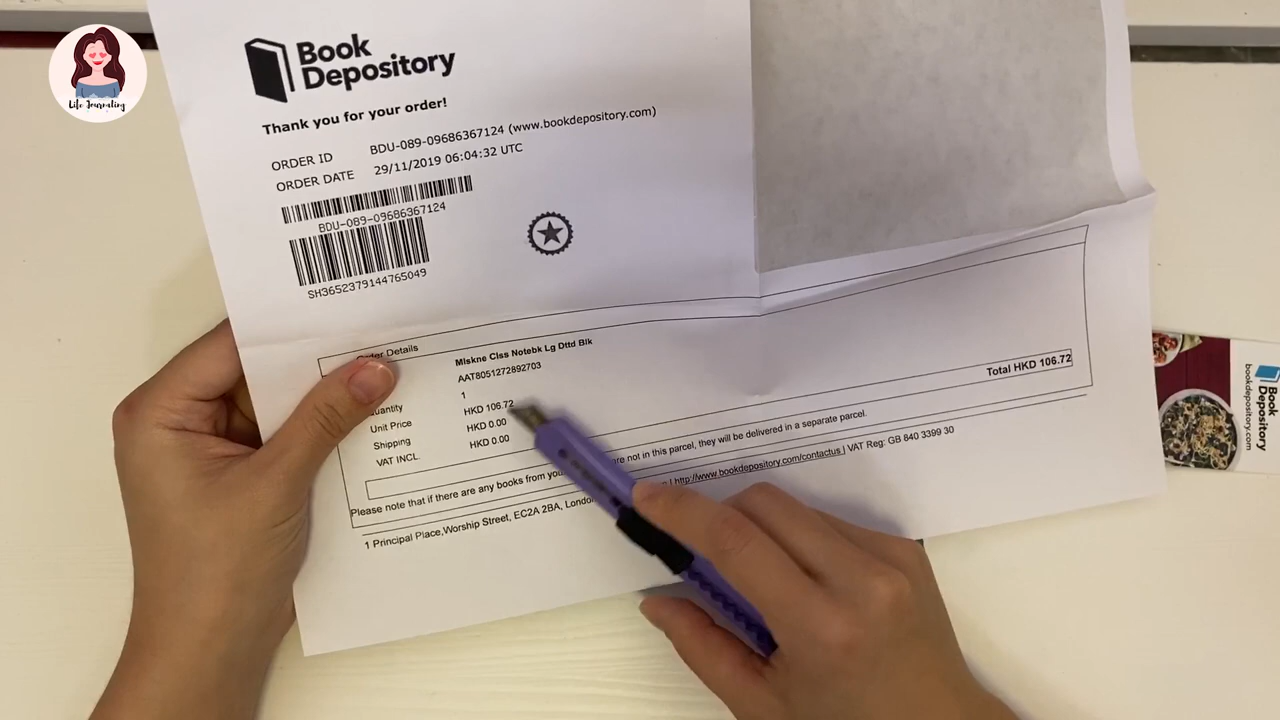 Life Journaling
Book
Depository
Thank you for your order!
ORDER ID BDU-089-09686367124 (www.bookdepository.com)
ORDER DATE 29/11/2019 06:04:32 UTC
BDU-089-09686367124
SH3652379144765049
Order Details
Mlskne Clss Notebk Lg Dttd Blk
AAT8051272892703
Quantity 1
Unit Price HKD 106.72
Shipping HKD 0.00
VAT INCL. HKD 0.00
Total HKD 106.72
Please note that if there are any books from your are not in this parcel, they will be delivered in a separate parcel.
1 Principal Place,Worship Street, EC2A 2BA, London | http://www.bookdepository.com/contactus | VAT Reg: GB 840 3399 30
Book
Depository
bookdepository.com